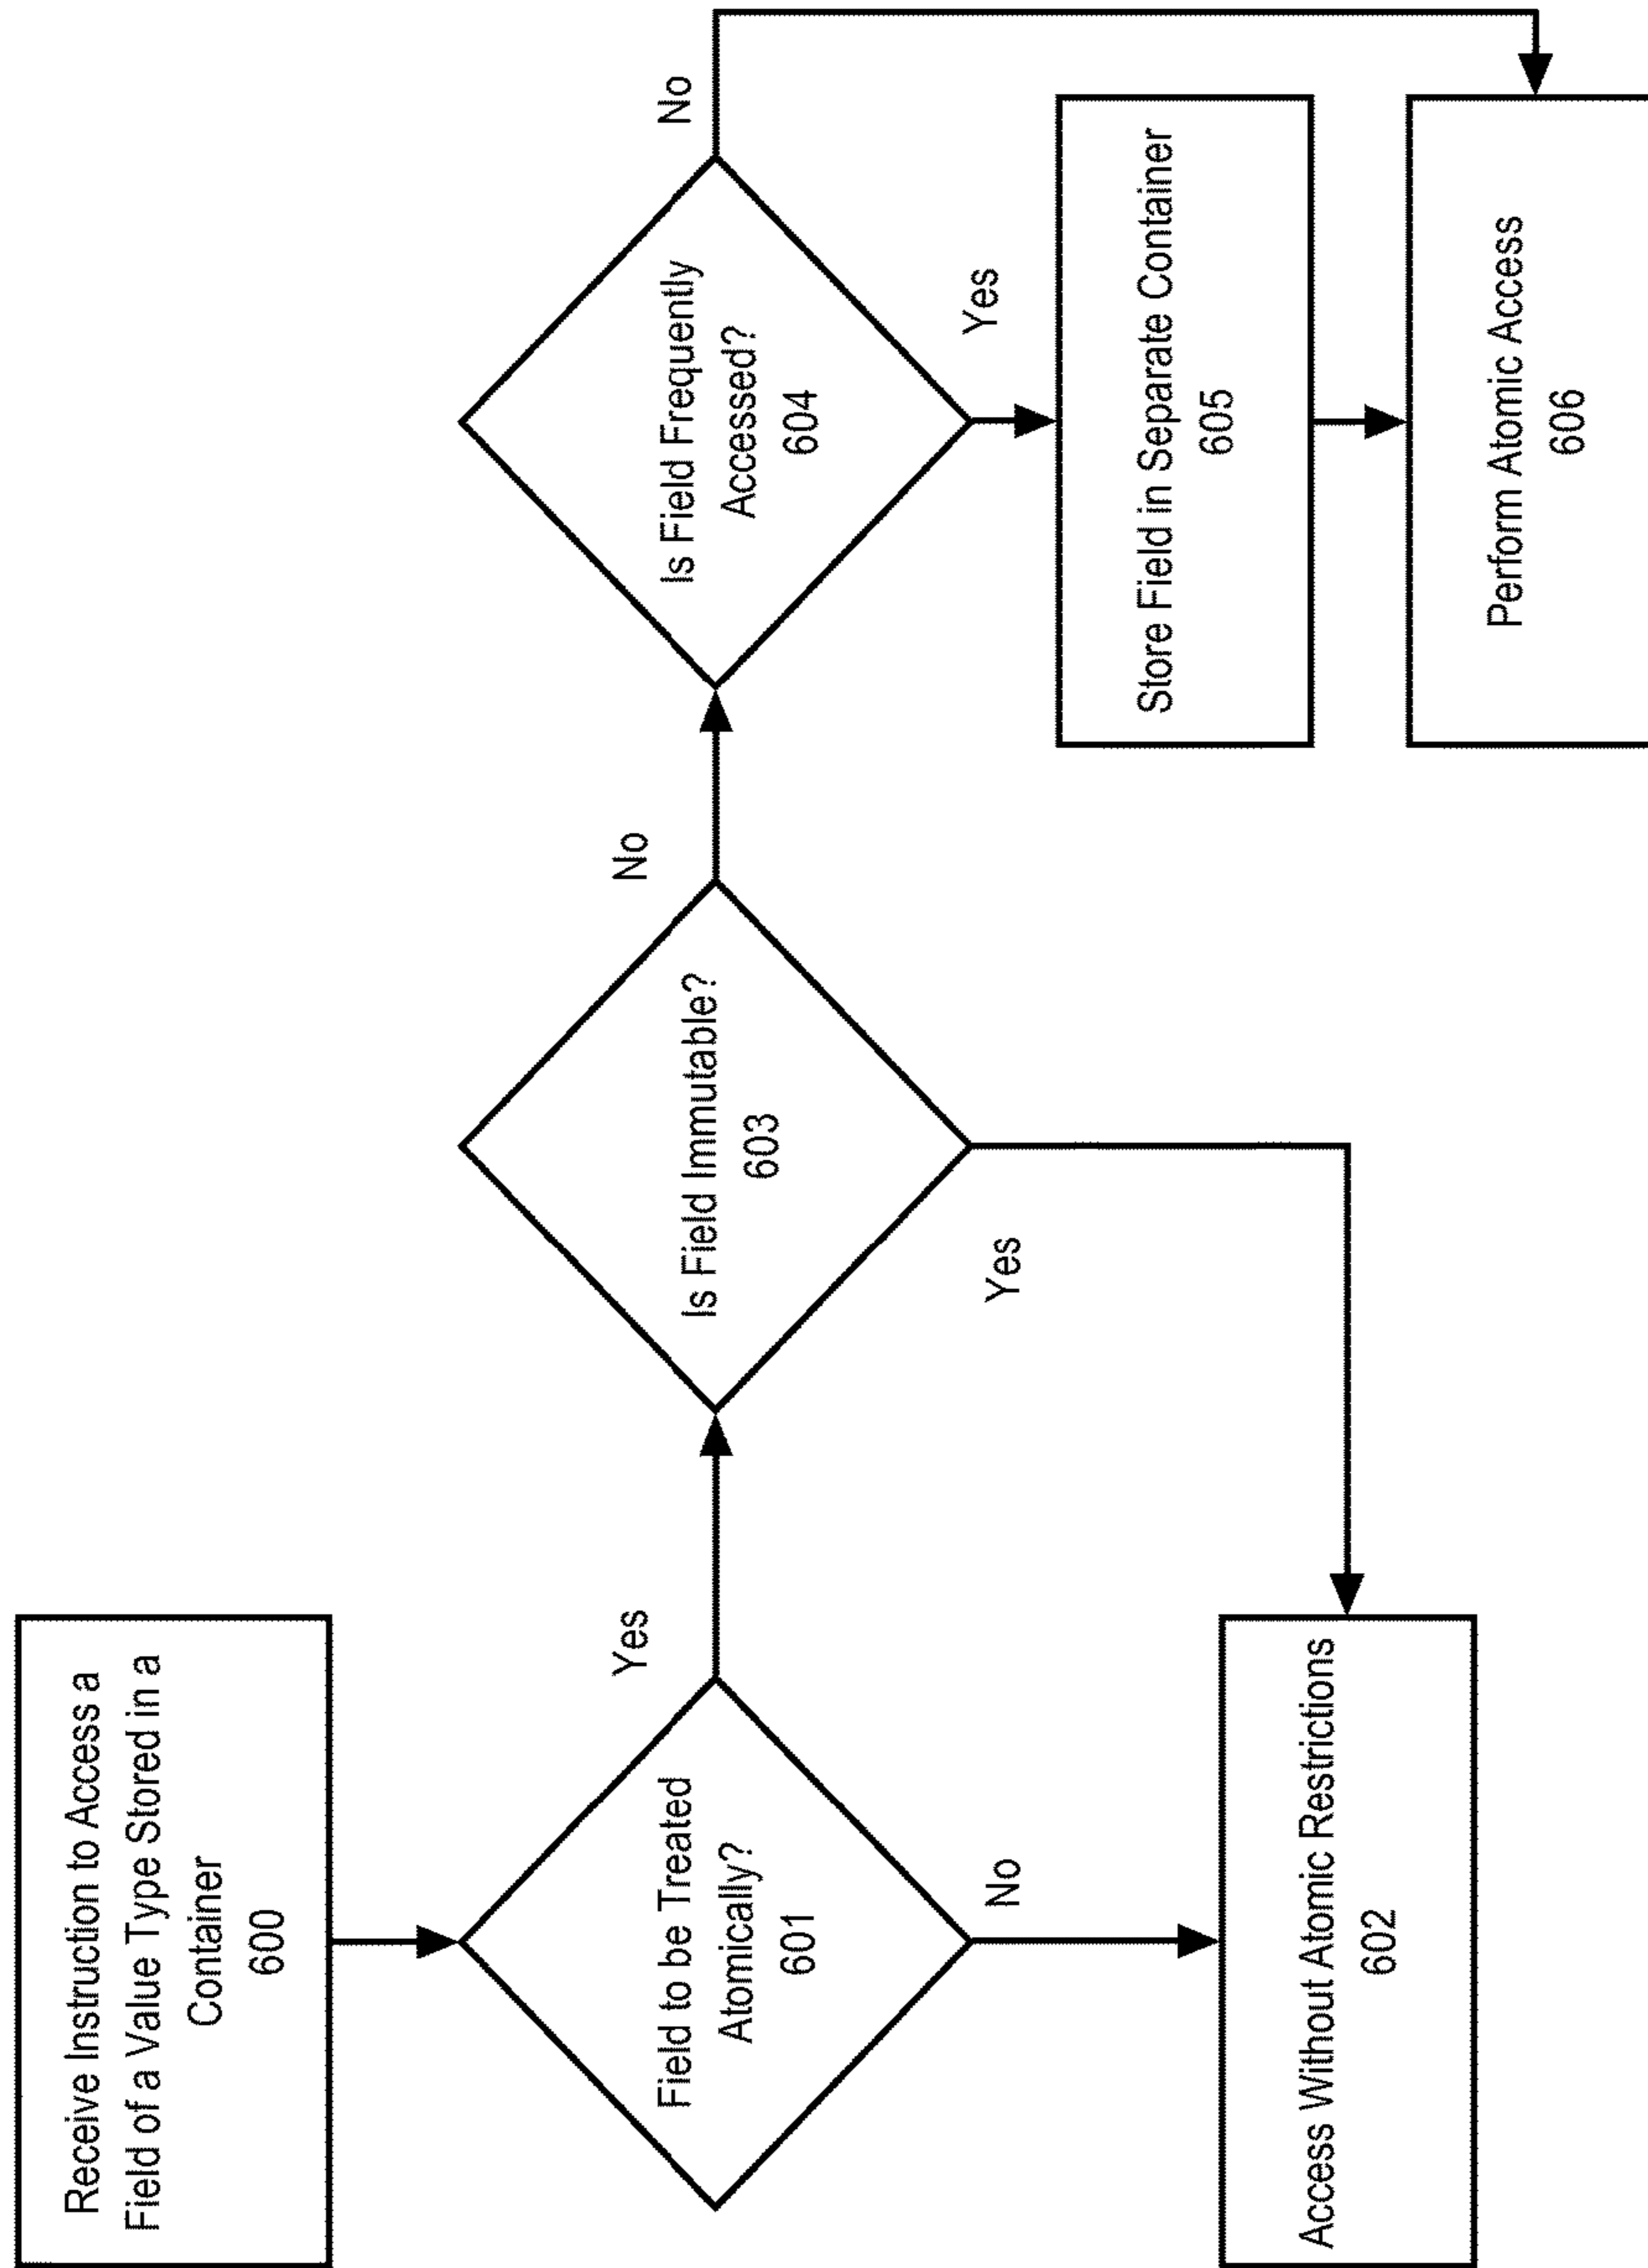 Receive Instruction to Access a
Field of a Value Type Stored in a
Container
600
Field to be Treated
Atomically?
601
Yes
No
Access Without Atomic Restrictions
602
Is Field Immutable?
603
No
Yes
Is Field Frequently
Accessed?
604
No
Yes
Store Field in Separate Container
605
Perform Atomic Access
606